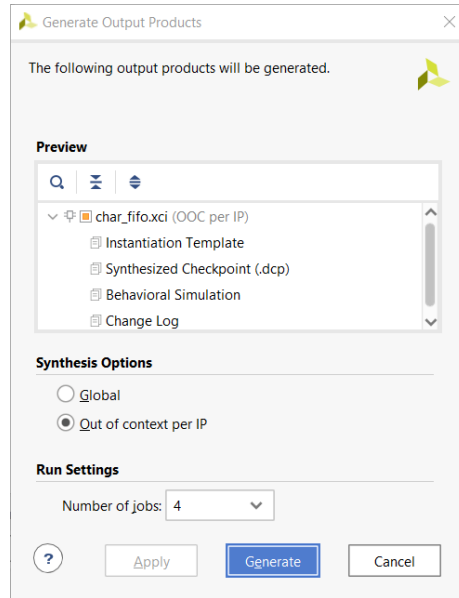 Generate Output Products
The following output products will be generated.
Preview
char_fifo.xci (OOC per IP)
Instantiation Template
Synthesized Checkpoint (.dcp)
Behavioral Simulation
Change Log
Synthesis Options
Global
Out of context per IP
Run Settings
Number of jobs: 4
? Apply Generate Cancel